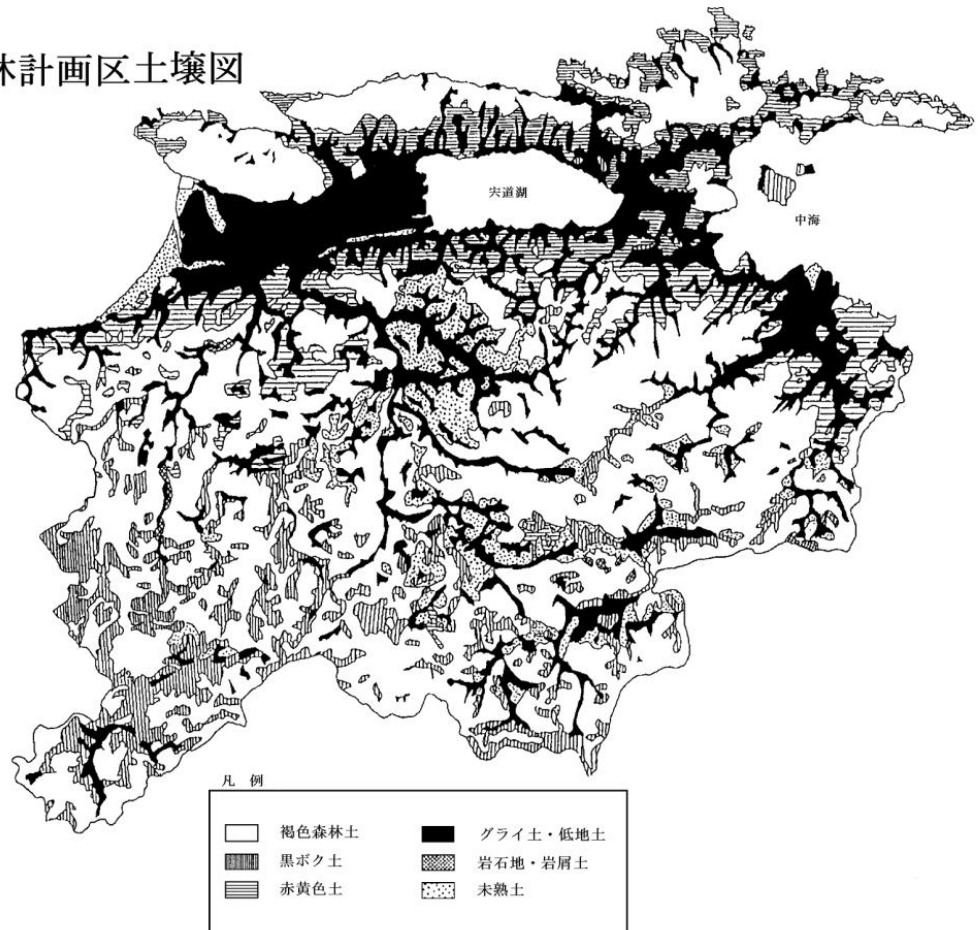 林計画区土壌図
宍道湖
中海
凡 例
褐色森林土
グライ土・低地土
黒ボク土
岩石地・岩屑土
赤黄色土
未熟土